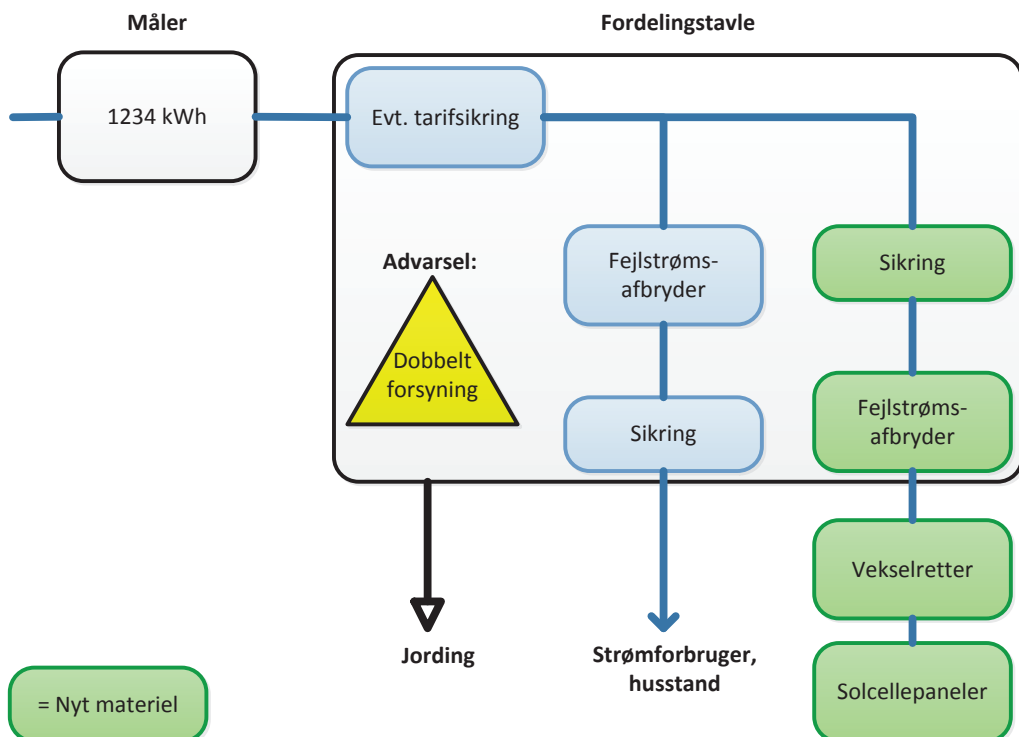 Måler
Fordelingstavle
1234 kWh
Evt. tarifsikring
Advarsel:
Dobbelt
forsyning
Fejlstrøms-
afbryder
Sikring
Sikring
Fejlstrøms-
afbryder
Vekselretter
Solcellepaneler
Jording
Strømforbruger,
husstand
= Nyt materiel